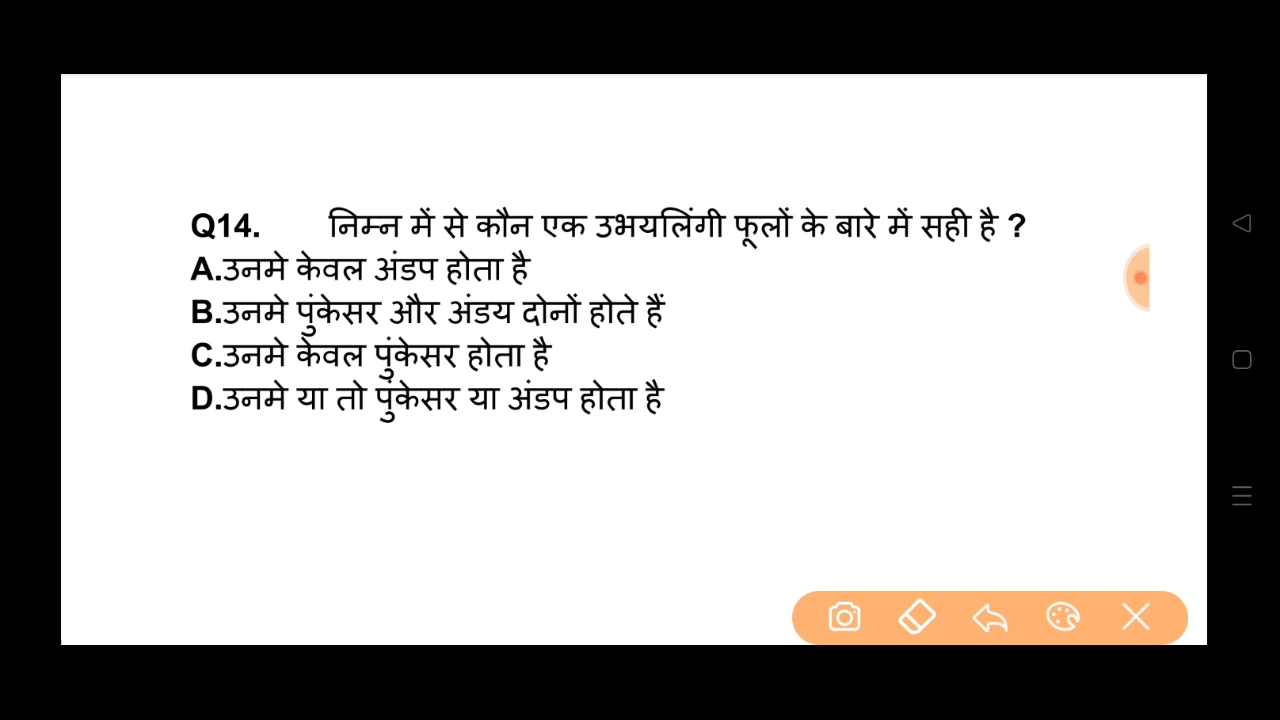 Q14. निम्न में से कौन एक उभयलिंगी फूलों के बारे में सही है ?
A.उनमे केवल अंडप होता है
B.उनमे पुंकेसर और अंडय दोनों होते हैं
C.उनमे केवल पुंकेसर होता है
D.उनमे या तो पुंकेसर या अंडप होता है